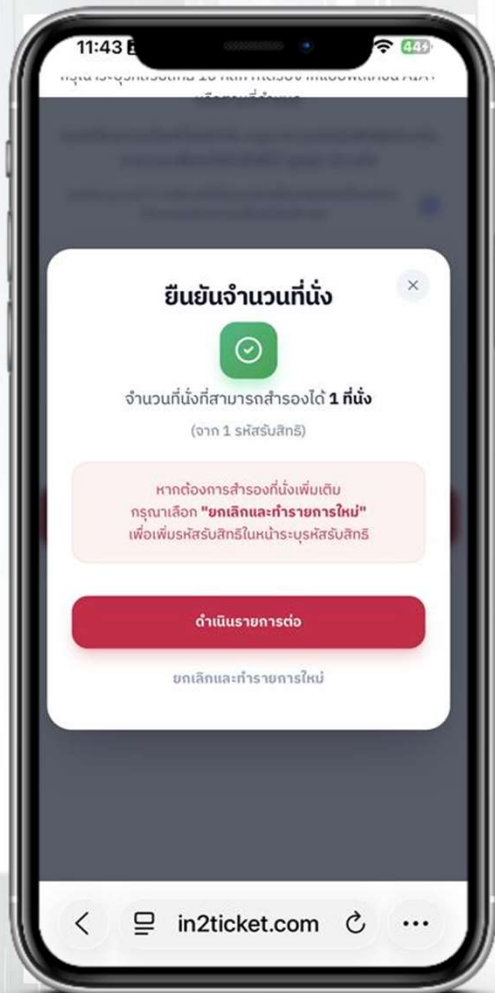 11:43
44
ยืนยันจำนวนที่นั่ง
จำนวนที่นั่งที่สามารถสำรองได้ 1 ที่นั่ง
(จาก 1 รหัสรับสิทธิ)
หากต้องการสำรองที่นั่งเพิ่มเติม
กรุณาเลือก "ยกเลิกและทำรายการใหม่"
เพื่อเพิ่มรหัสรับสิทธิในหน้าระบุรหัสรับสิทธิ
ดำเนินรายการต่อ
ยกเลิกและทำรายการใหม่
in2ticket.com